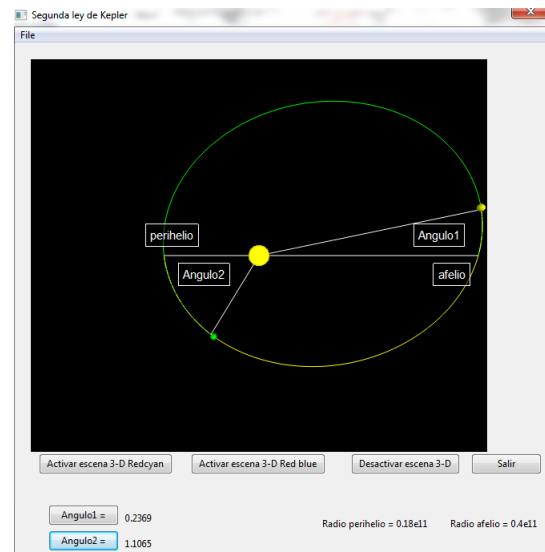 Segunda ley de Kepler
File
perihelio
Angulo1
Angulo2
afelio
Activar escena 3-D Redcyan
Activar escena 3-D Red blue
Desactivar escena 3-D
Salir
Angulo1 = 0.2369
Radio perihelio = 0.18e11 Radio afelio = 0.4e11
Angulo2 = 1.1065